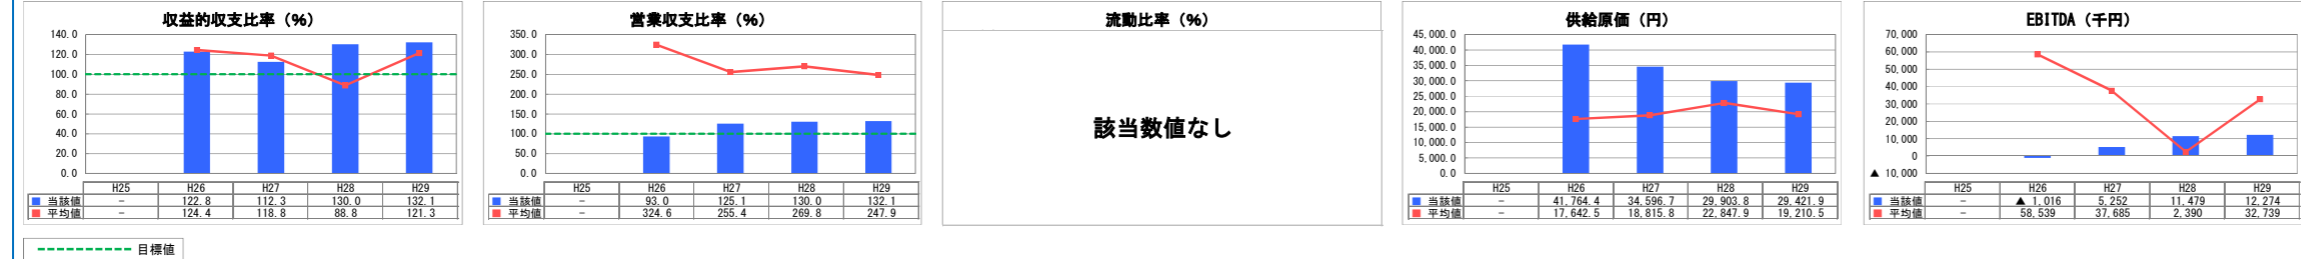 収益的収支比率（％）
140.0
120.0
100.0
80.0
60.0
40.0
20.0
0.0
H25 H26 H27 H28 H29
当該値 － 122.8 112.3 130.0 132.1
平均値 － 124.4 118.8 88.8 121.3
営業収支比率（％）
350.0
300.0
250.0
200.0
150.0
100.0
50.0
0.0
H25 H26 H27 H28 H29
当該値 － 93.0 125.1 130.0 132.1
平均値 － 324.6 255.4 269.8 247.9
流動比率（％）
該当数値なし
供給原価（円）
45,000.0
40,000.0
35,000.0
30,000.0
25,000.0
20,000.0
15,000.0
10,000.0
5,000.0
0.0
H25 H26 H27 H28 H29
当該値 － 41,764.4 34,596.7 29,903.8 29,421.9
平均値 － 17,642.5 18,815.8 22,847.9 19,210.5
EBITDA（千円）
70,000
60,000
50,000
40,000
30,000
20,000
10,000
0
▲ 10,000
H25 H26 H27 H28 H29
当該値 － ▲ 1,016 5,252 11,479 12,274
平均値 － 58,539 37,685 2,390 32,739
目標値